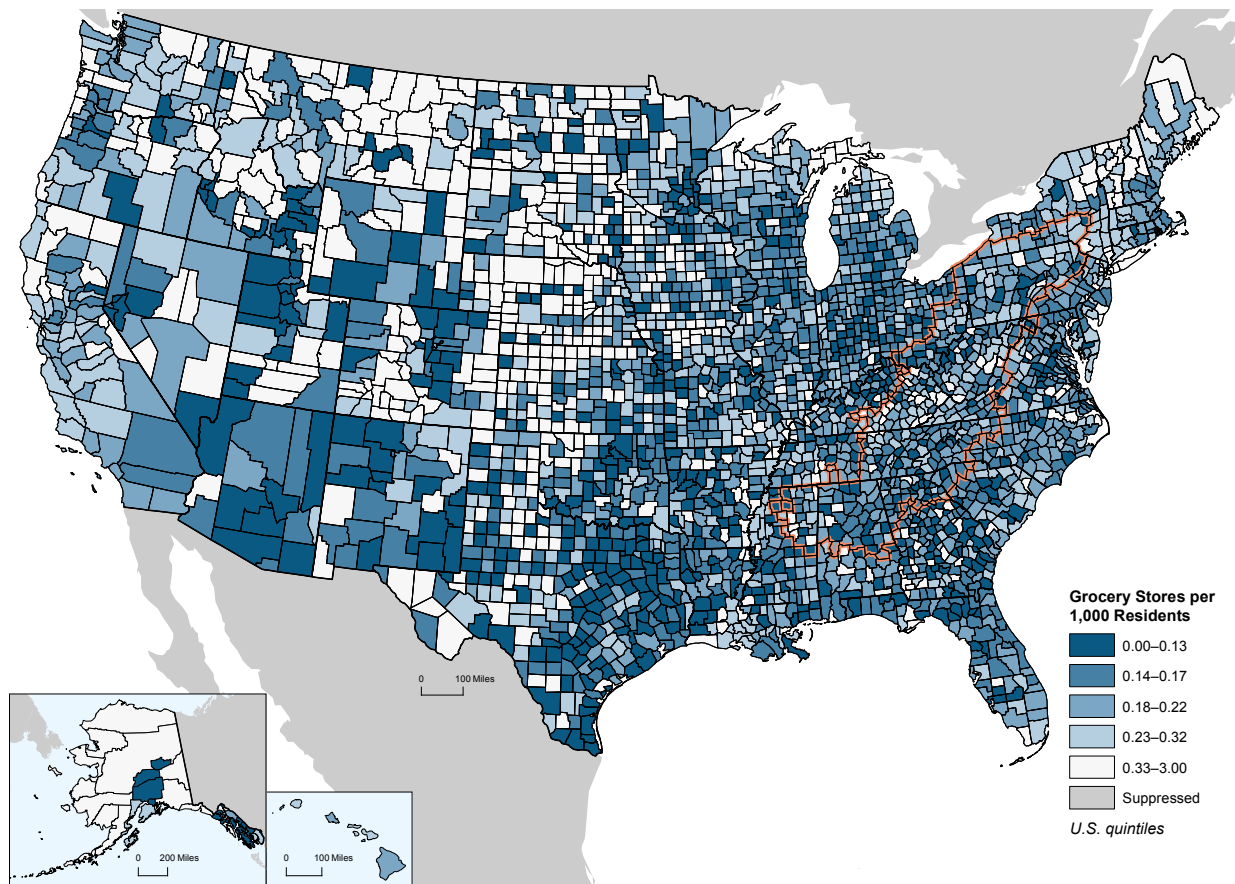 Grocery Stores per
1,000 Residents
0.00–0.13
0.14–0.17
0.18–0.22
0.23–0.32
0.33–3.00
Suppressed
U.S. quintiles
0 100 Miles
0 200 Miles
0 100 Miles